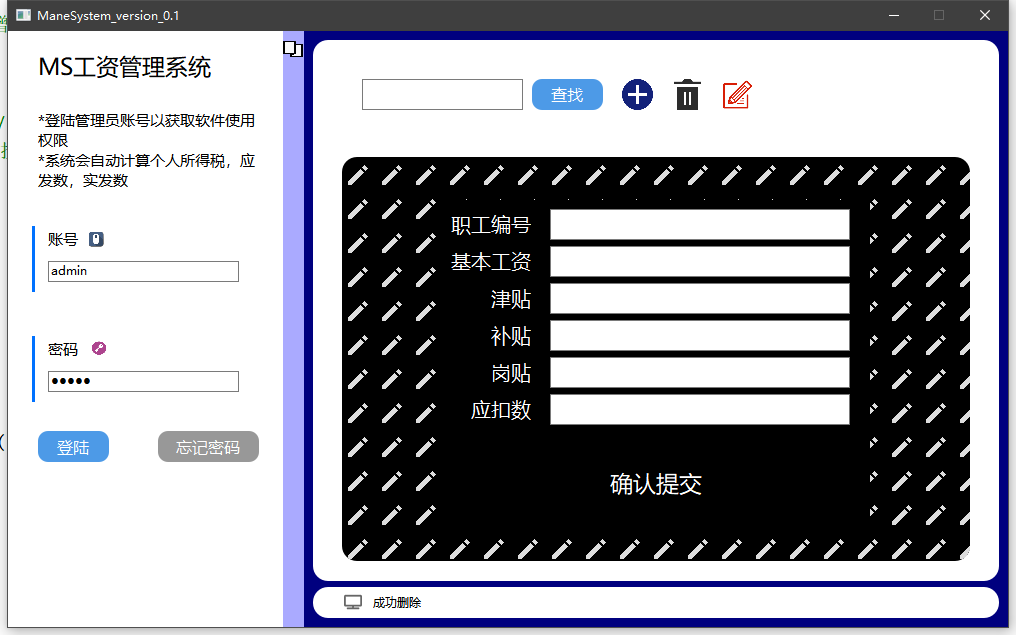 ManeSystem_version_0.1
MS工资管理系统
*登陆管理员账号以获取软件使用
权限
*系统会自动计算个人所得税，应
发数，实发数
账号
admin
密码
●●●●●
登陆
忘记密码
查找
职工编号
基本工资
津贴
补贴
岗贴
应扣数
确认提交
成功删除